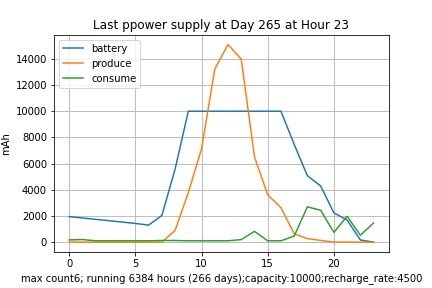 Last ppower supply at Day 265 at Hour 23
battery
produce
consume
mAh
14000
12000
10000
8000
6000
4000
2000
0
0 5 10 15 20
max count6; running 6384 hours (266 days);capacity:10000;recharge_rate:4500